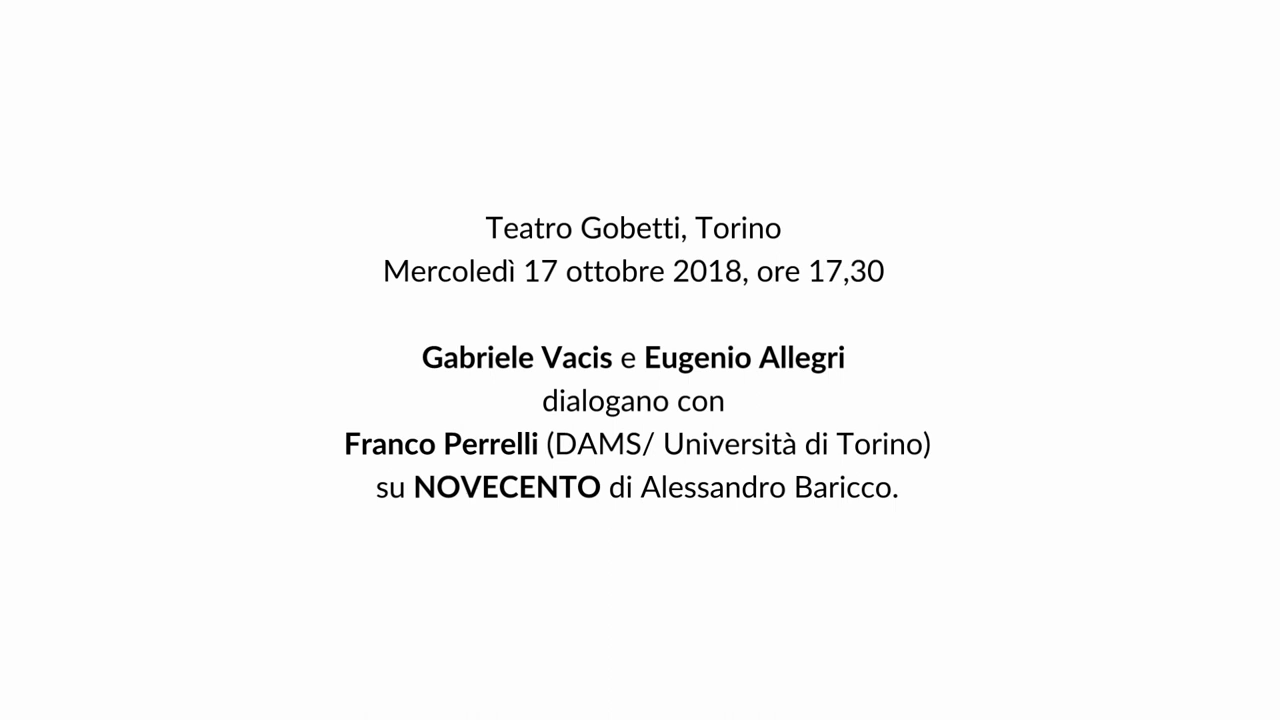 Teatro Gobetti, Torino
Mercoledì 17 ottobre 2018, ore 17,30
Gabriele Vacis e Eugenio Allegri
dialogano con
Franco Perrelli (DAMS/ Università di Torino)
su NOVECENTO di Alessandro Baricco.